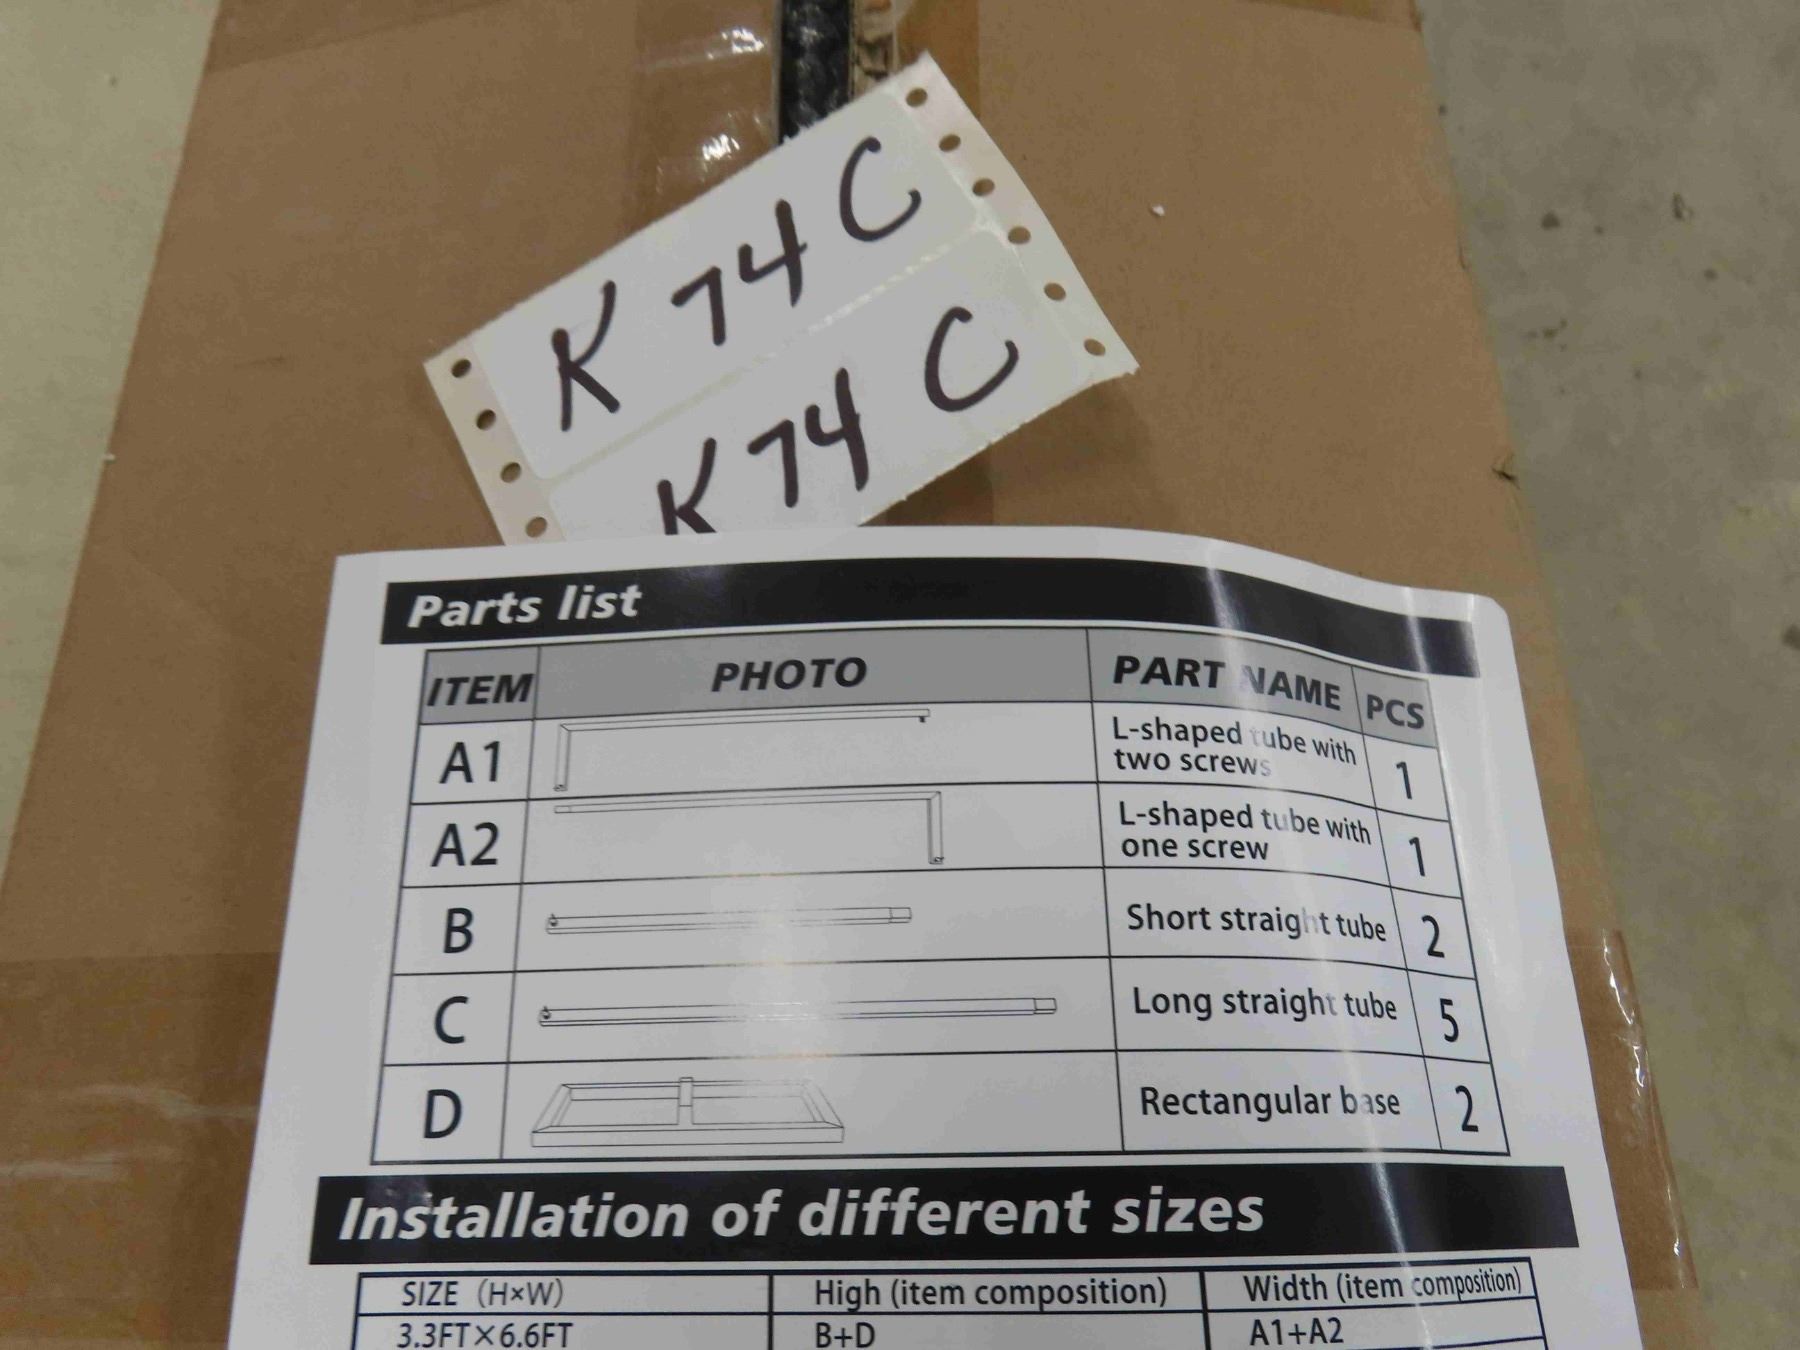 K 74 C
K 74 C
Parts list
ITEM PHOTO PART NAME PCS
A1 L-shaped tube with two screws 1
A2 L-shaped tube with one screw 1
B Short straight tube 2
C Long straight tube 5
D Rectangular base 2
Installation of different sizes
SIZE (H×W) High (item composition) Width (item composition)
3.3FT×6.6FT B+D A1+A2